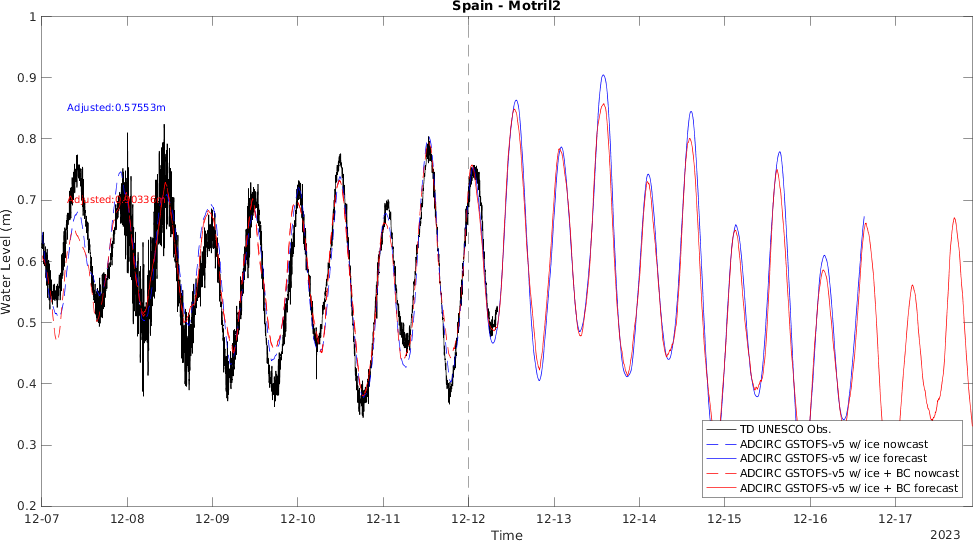 Spain - Motril2
1
0.9
0.8
0.7
0.6
0.5
0.4
0.3
0.2
Water Level (m)
Adjusted:0.57553m
Adjusted:0.60336m
TD UNESCO Obs.
ADCIRC GSTOFS-v5 w/ ice nowcast
ADCIRC GSTOFS-v5 w/ ice forecast
ADCIRC GSTOFS-v5 w/ ice + BC nowcast
ADCIRC GSTOFS-v5 w/ ice + BC forecast
12-07 12-08 12-09 12-10 12-11 12-12 12-13 12-14 12-15 12-16 12-17
Time
2023